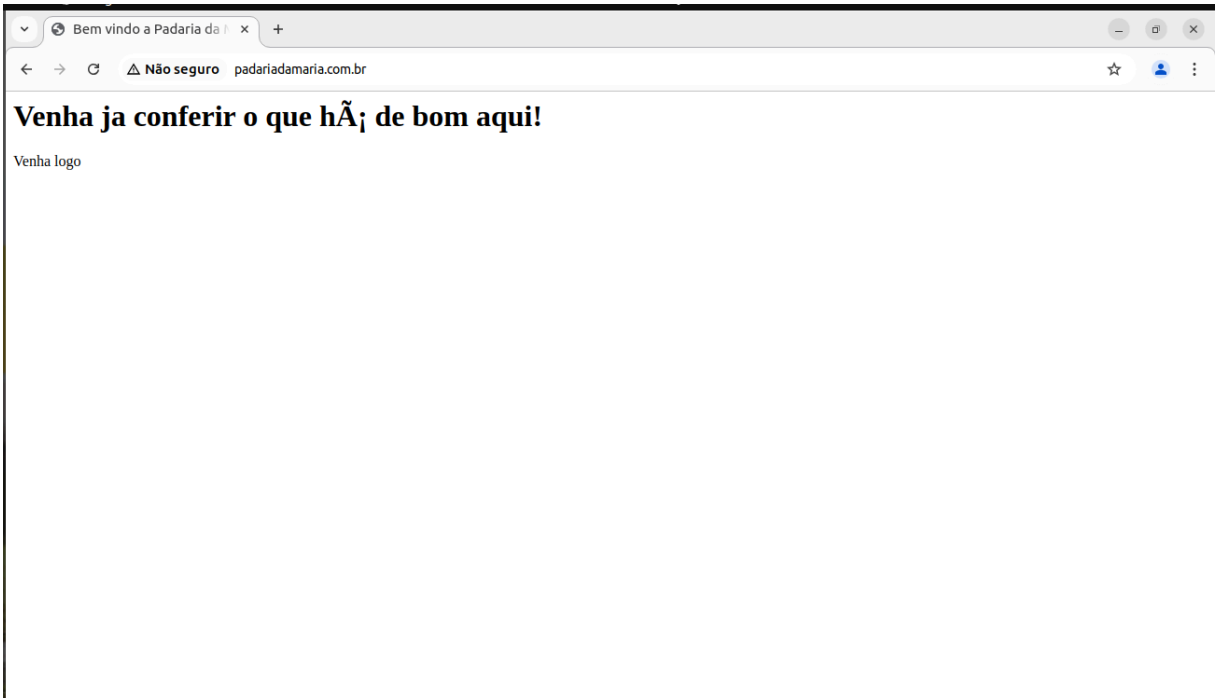 Bem vindo a Padaria da
Não seguro padariadamaria.com.br
Venha ja conferir o que hÃ¡ de bom aqui!
Venha logo